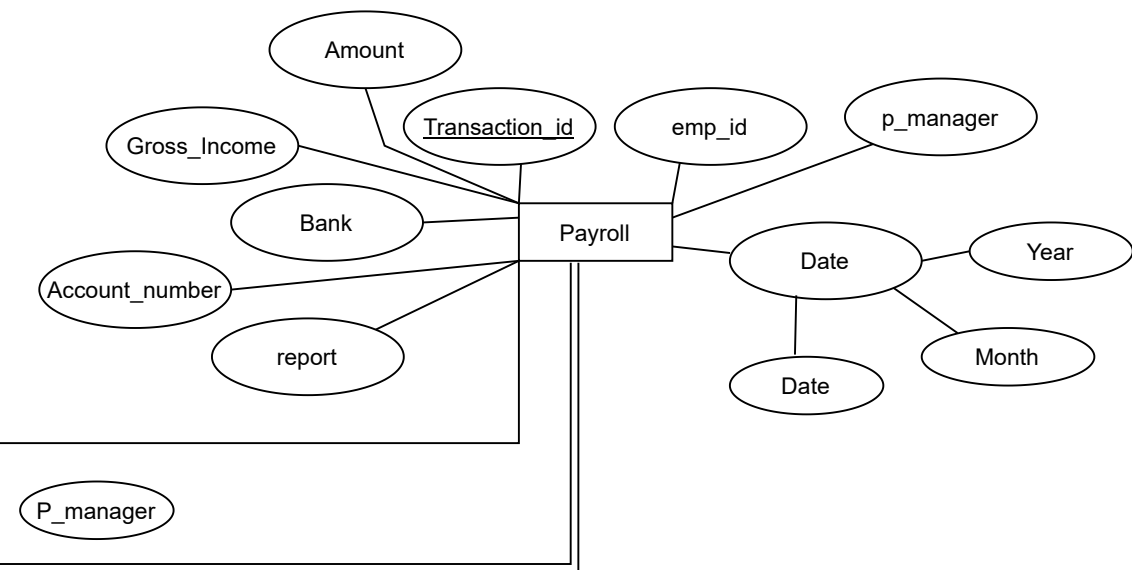 Amount
Transaction_id
emp_id
p_manager
Gross_Income
Bank
Payroll
Date
Year
Account_number
report
Month
Date
P_manager